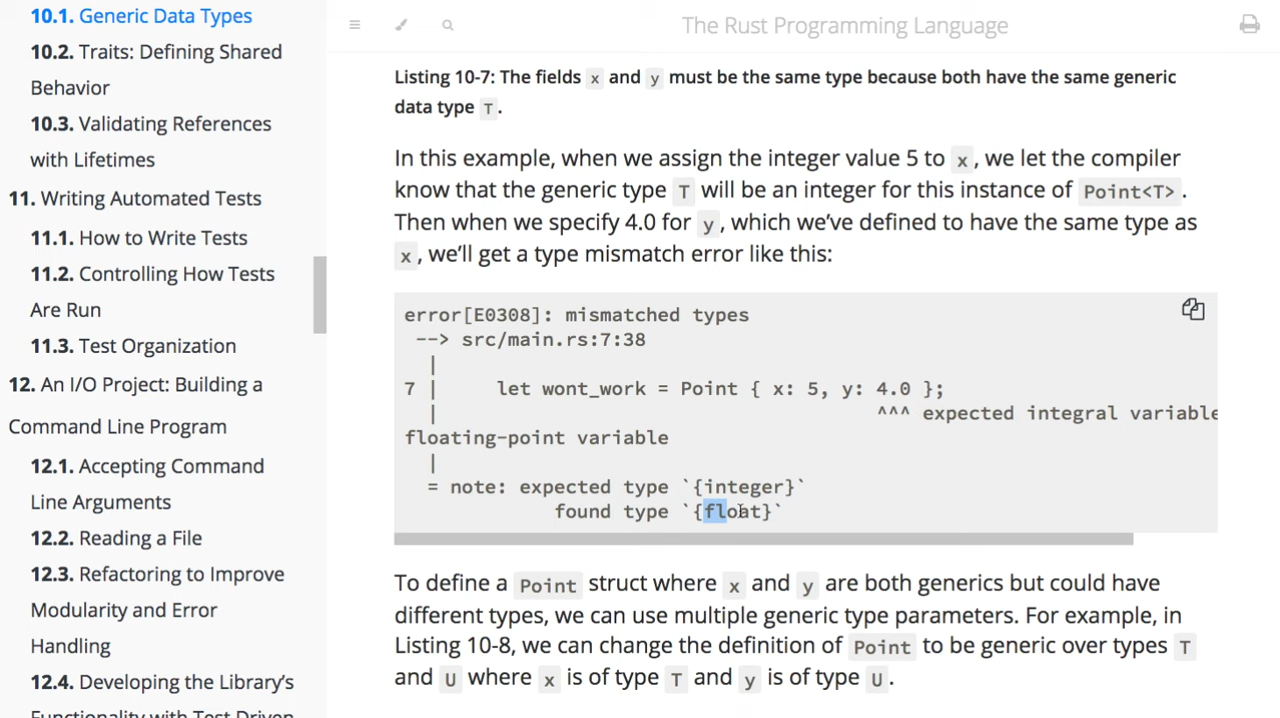 10.1. Generic Data Types
10.2. Traits: Defining Shared
Behavior
10.3. Validating References
with Lifetimes
11. Writing Automated Tests
11.1. How to Write Tests
11.2. Controlling How Tests
Are Run
11.3. Test Organization
12. An I/O Project: Building a
Command Line Program
12.1. Accepting Command
Line Arguments
12.2. Reading a File
12.3. Refactoring to Improve
Modularity and Error
Handling
12.4. Developing the Library’s
Functionality with Test Driven
The Rust Programming Language
Listing 10-7: The fields x and y must be the same type because both have the same generic
data type T.
In this example, when we assign the integer value 5 to x, we let the compiler
know that the generic type T will be an integer for this instance of Point<T>.
Then when we specify 4.0 for y, which we’ve defined to have the same type as
x, we’ll get a type mismatch error like this:
error[E0308]: mismatched types
--> src/main.rs:7:38
|
7 | let wont_work = Point { x: 5, y: 4.0 };
| ^^^ expected integral variable
floating-point variable
|
= note: expected type `{integer}`
found type `{float}`
To define a Point struct where x and y are both generics but could have
different types, we can use multiple generic type parameters. For example, in
Listing 10-8, we can change the definition of Point to be generic over types T
and U where x is of type T and y is of type U.